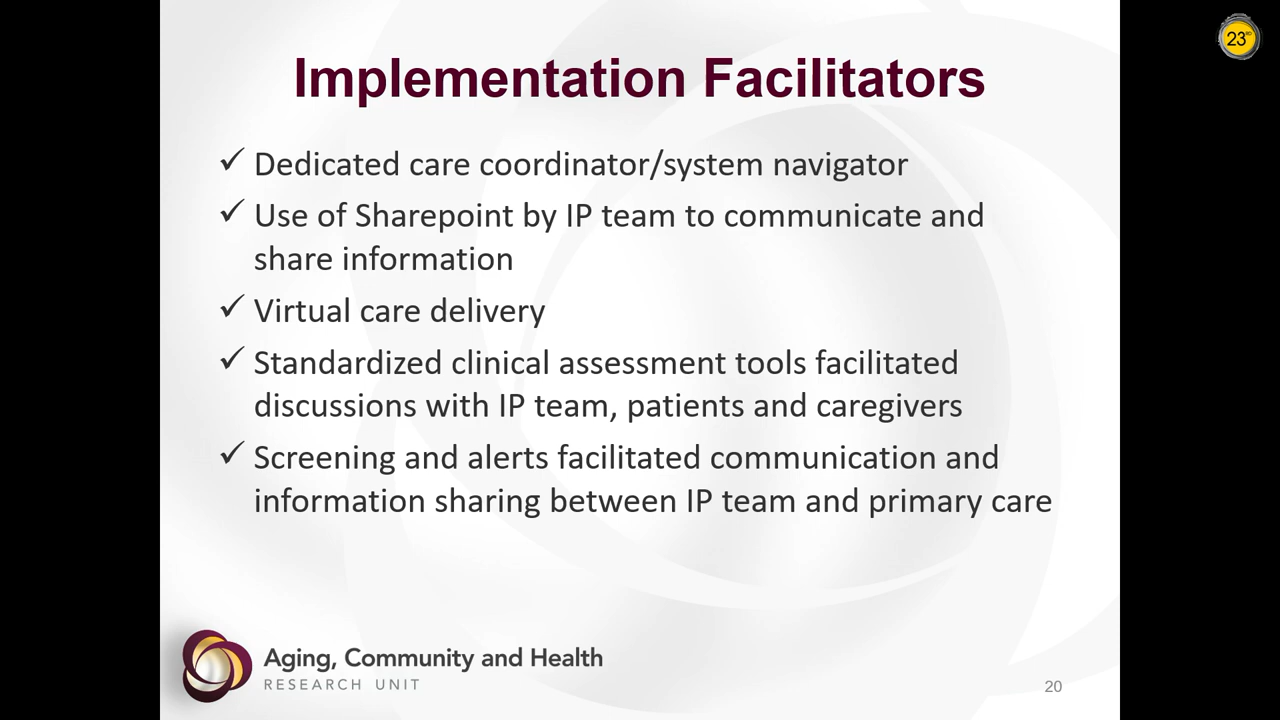 23RD
Implementation Facilitators
✓ Dedicated care coordinator/system navigator
✓ Use of Sharepoint by IP team to communicate and
share information
✓ Virtual care delivery
✓ Standardized clinical assessment tools facilitated
discussions with IP team, patients and caregivers
✓ Screening and alerts facilitated communication and
information sharing between IP team and primary care
Aging, Community and Health
RESEARCH UNIT
20